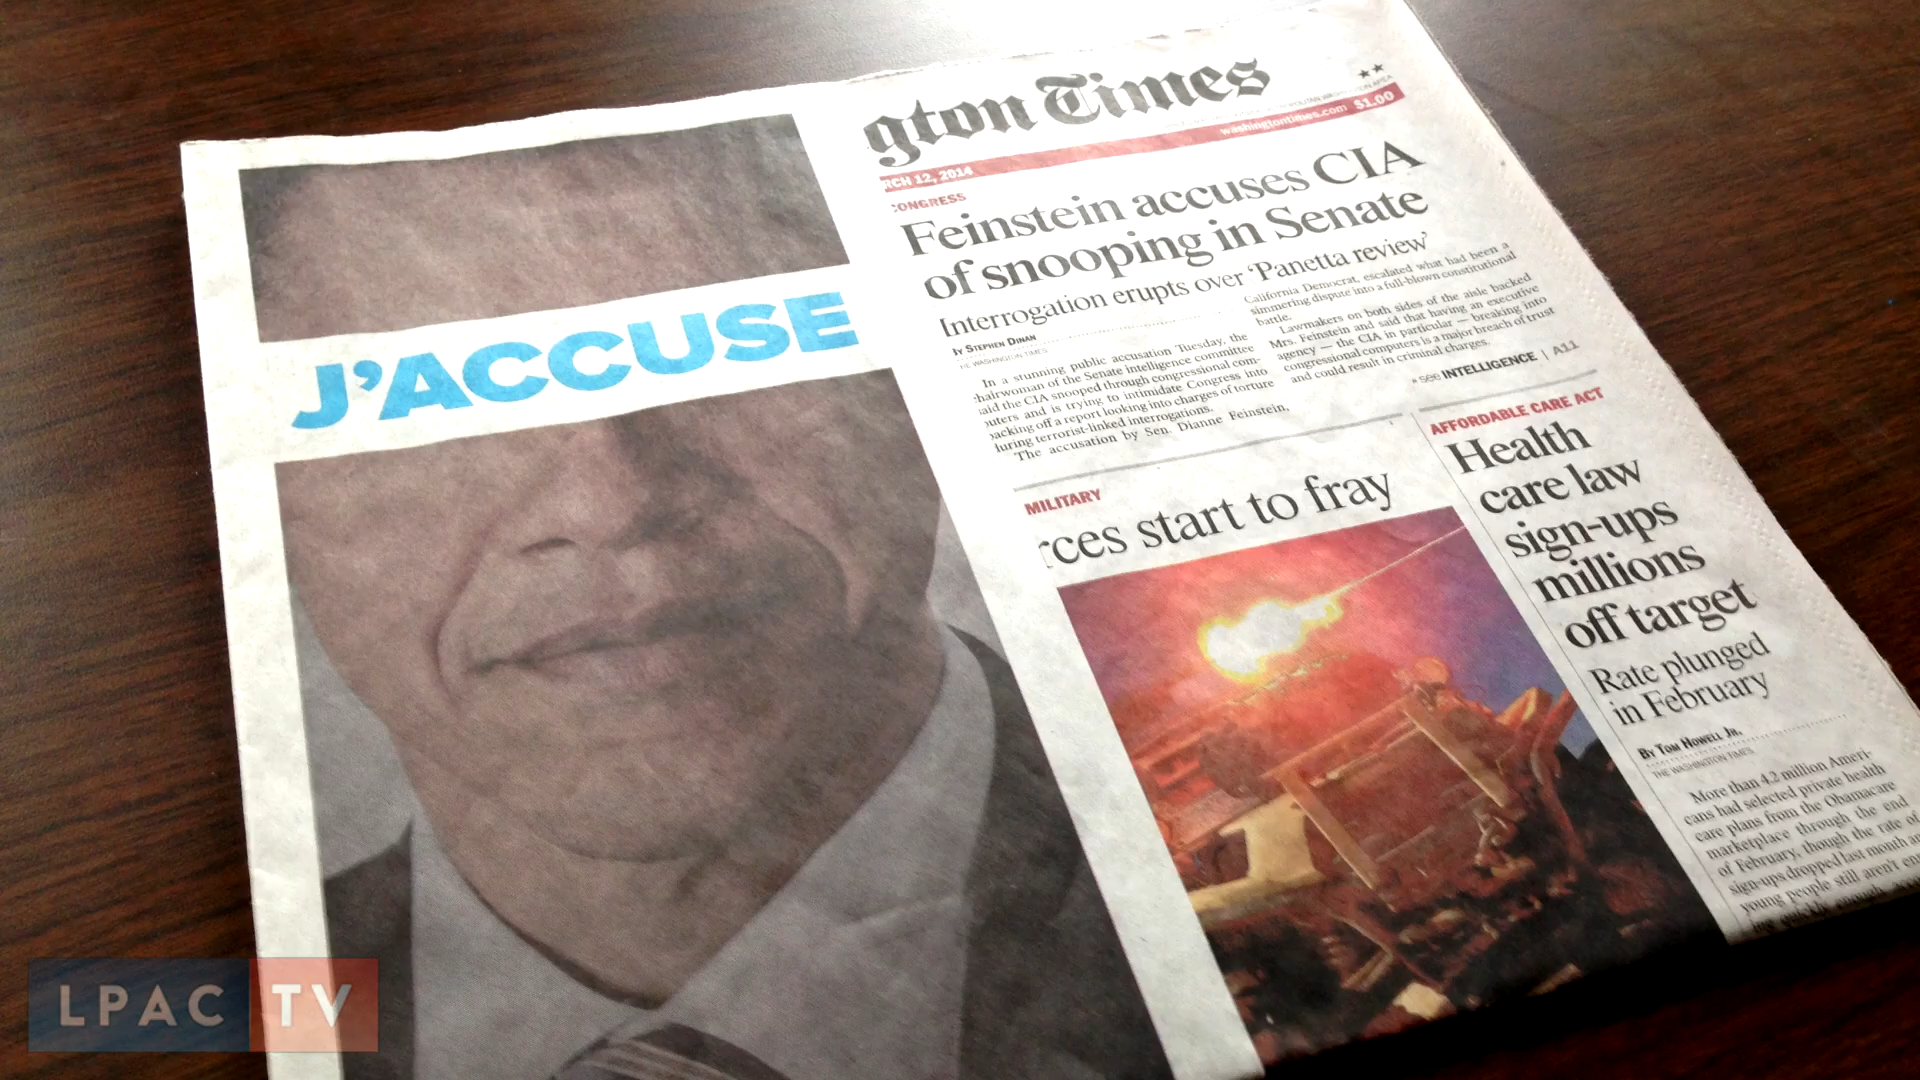 J'ACCUSE
gton Times
★★
washingtontimes.com $1.00
RCH 12, 2014
CONGRESS
Feinstein accuses CIA
of snooping in Senate
Interrogation erupts over 'Panetta review'
BY STEPHEN DINAN
THE WASHINGTON TIMES
In a stunning public accusation Tuesday, the
chairwoman of the Senate intelligence committee
said the CIA snooped through congressional com-
puters and is trying to intimidate Congress into
backing off a report looking into charges of torture
during terrorist-linked interrogations.
The accusation by Sen. Dianne Feinstein,
California Democrat, escalated what had been a
simmering dispute into a full-blown constitutional
battle.
Lawmakers on both sides of the aisle backed
Mrs. Feinstein and said that having an executive
agency — the CIA in particular — breaking into
congressional computers is a major breach of trust
and could result in criminal charges.
» see INTELLIGENCE | A11
MILITARY
rces start to fray
AFFORDABLE CARE ACT
Health
care law
sign-ups
millions
off target
Rate plunged
in February
BY TOM HOWELL JR.
THE WASHINGTON TIMES
More than 4.2 million Ameri-
cans had selected private health
care plans from the Obamacare
marketplace through the end
of February, though the rate of
sign-ups dropped last month
young people still aren't
LPAC TV